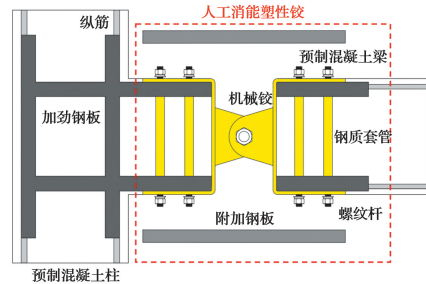 人工消能塑性铰
纵筋
预制混凝土梁
机械铰
加劲钢板
钢质套管
附加钢板
螺纹杆
预制混凝土柱